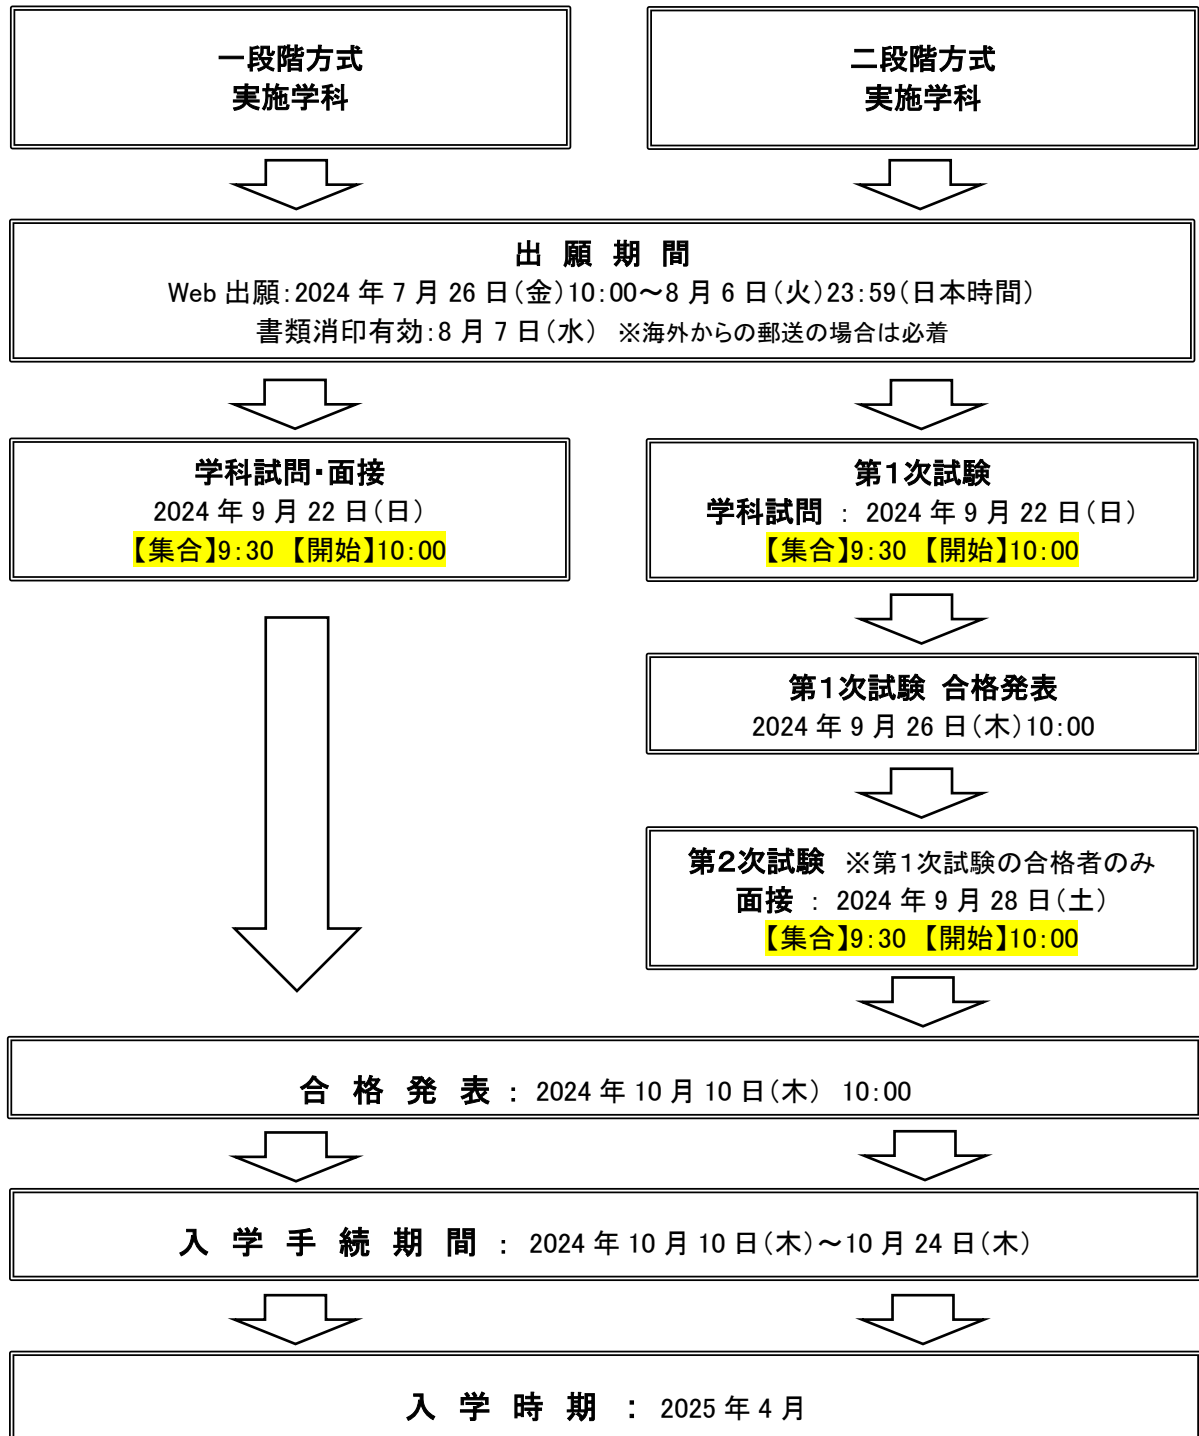 一段階方式
実施学科
二段階方式
実施学科
出 願 期 間
Web 出願：2024 年 7 月 26 日（金）10：00～8 月 6 日（火）23：59（日本時間）
書類消印有効：8 月 7 日（水） ※海外からの郵送の場合は必着
学科試問・面接
2024 年 9 月 22 日（日）
【集合】9：30 【開始】10：00
第１次試験
学科試問 ： 2024 年 9 月 22 日（日）
【集合】9：30 【開始】10：00
第１次試験 合格発表
2024 年 9 月 26 日（木）10：00
第２次試験 ※第１次試験の合格者のみ
面接 ： 2024 年 9 月 28 日（土）
【集合】9：30 【開始】10：00
合 格 発 表 ： 2024 年 10 月 10 日（木） 10：00
入 学 手 続 期 間 ： 2024 年 10 月 10 日（木）～10 月 24 日（木）
入 学 時 期 ： 2025 年 4 月